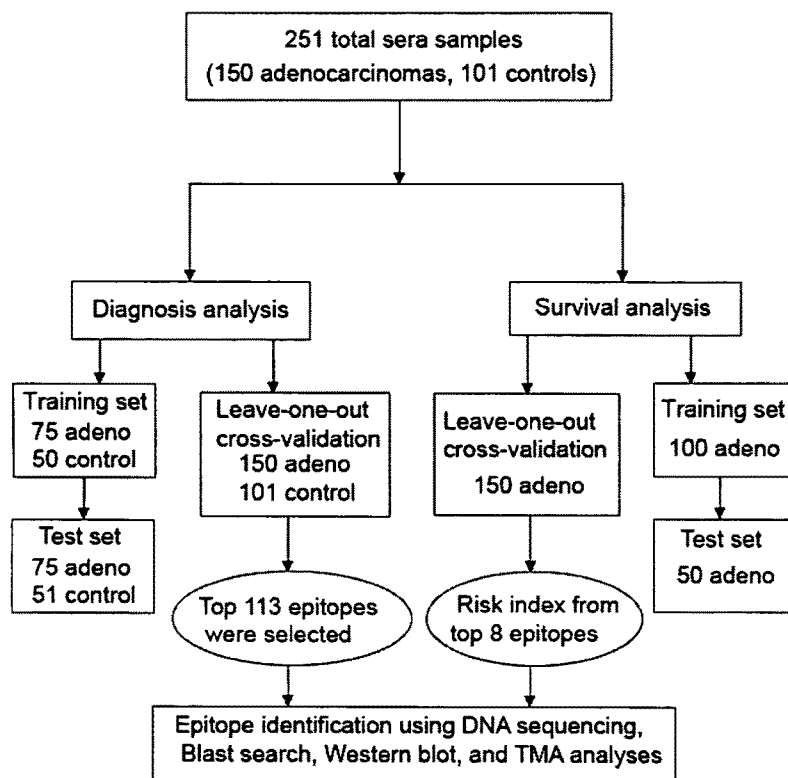 251 total sera samples
(150 adenocarcinomas, 101 controls)
Diagnosis analysis
Survival analysis
Training set
75 adeno
50 control
Leave-one-out
cross-validation
150 adeno
101 control
Leave-one-out
cross-validation
150 adeno
Training set
100 adeno
Test set
75 adeno
51 control
Test set
50 adeno
Top 113 epitopes
were selected
Risk index from
top 8 epitopes
Epitope identification using DNA sequencing,
Blast search, Western blot, and TMA analyses